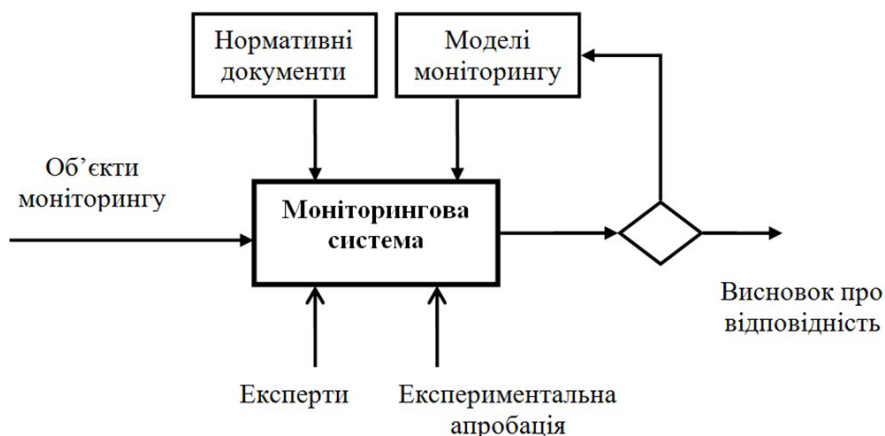 Нормативні
документи
Моделі
моніторингу
Об’єкти
моніторингу
Моніторингова
система
Висновок про
відповідність
Експерти
Експериментальна
апробація